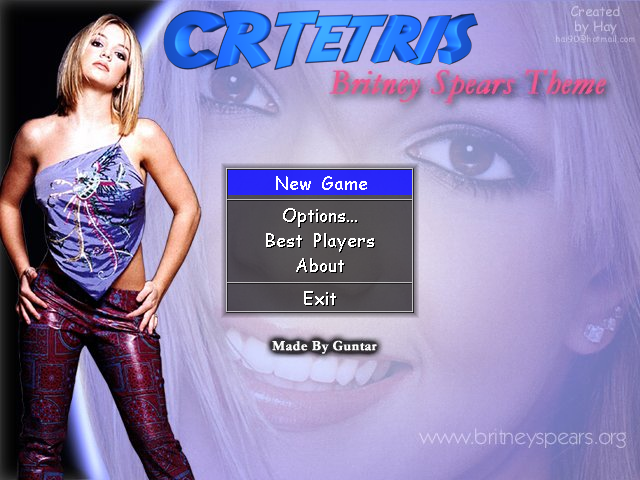 CRTetris
Created
by Hay
hai90@hotmail.com
Britney Spears Theme
New Game
Options...
Best Players
About
Exit
Made By Guntar
www.britneyspears.org